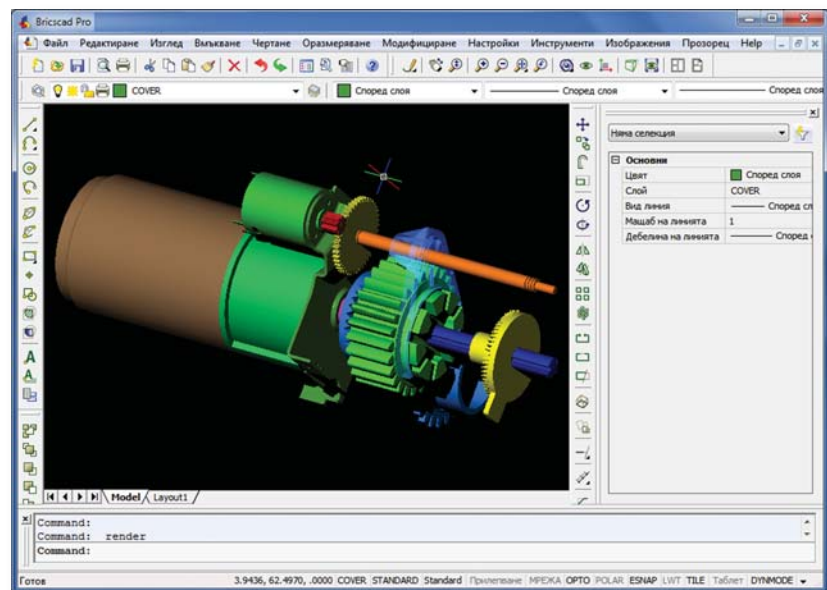 Bricscad Pro
Файл Редактиране Изглед Вмъкване Чертане Оразмеряване Модифициране Настройки Инструменти Изображения Прозорец Help
COVER Според слоя Според слоя Според слоя
Няма селекция
Основни
Цвят Според слоя
Слой COVER
Вид линия Според сл
Мащаб на линията 1
Дебелина на линията Според
Model Layout1
Command:
Command: render
Command:
Готов 3.9436, 62.4970, .0000 COVER STANDARD Standard Прилепване МРЕЖА ОРТО POLAR ESNAP LWT TILE Таблет DYNMODE